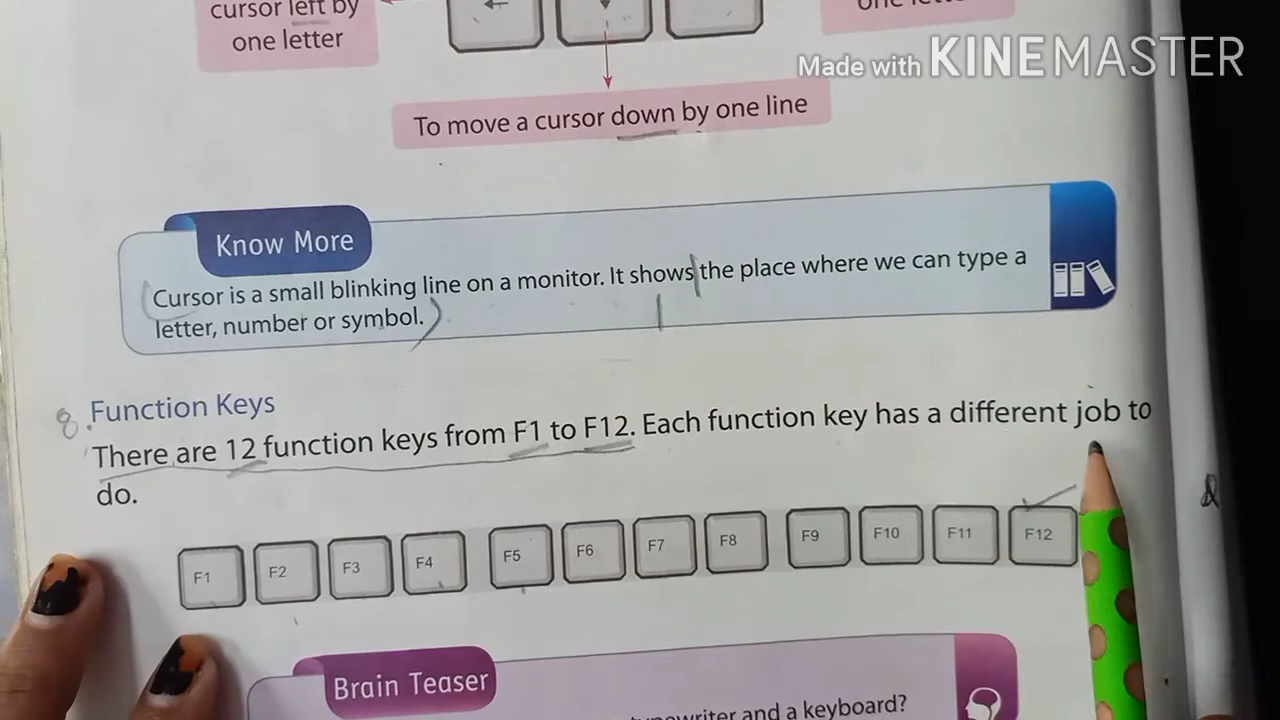 cursor left by
one letter
Made with KINEMASTER
To move a cursor down by one line
Know More
Cursor is a small blinking line on a monitor. It shows the place where we can type a
letter, number or symbol.
8. Function Keys
There are 12 function keys from F1 to F12. Each function key has a different job to
do.
F1 F2 F3 F4 F5 F6 F7 F8 F9 F10 F11 F12
Brain Teaser
and a keyboard?